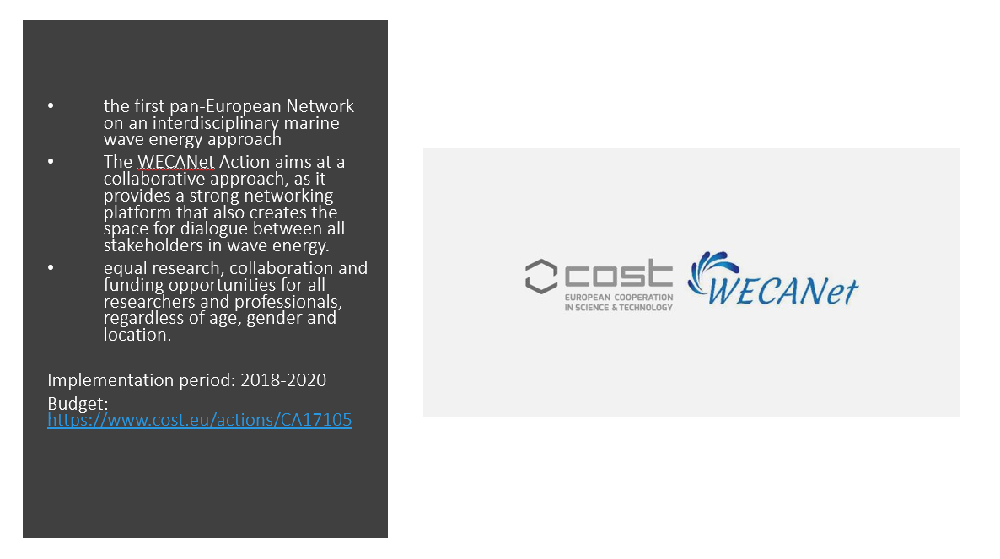 • the first pan-European Network
on an interdisciplinary marine
wave energy approach
• The WECANet Action aims at a
collaborative approach, as it
provides a strong networking
platform that also creates the
space for dialogue between all
stakeholders in wave energy.
• equal research, collaboration and
funding opportunities for all
researchers and professionals,
regardless of age, gender and
location.
Implementation period: 2018-2020
Budget:
https://www.cost.eu/actions/CA17105
cost
EUROPEAN COOPERATION
IN SCIENCE & TECHNOLOGY
WECANet